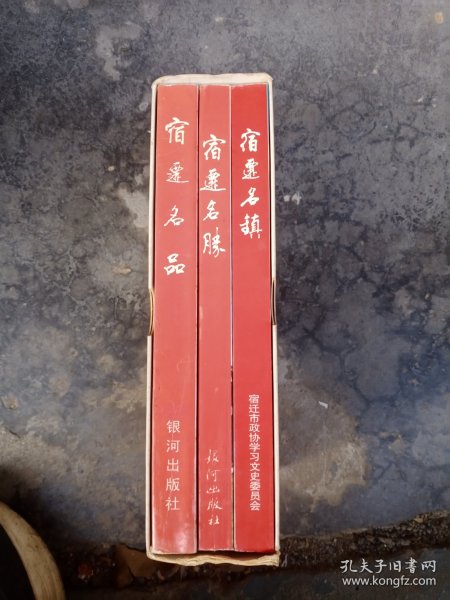 宿遷名品
银河出版社
宿遷名勝
银河出版社
宿遷名鎮
宿迁市政协学习文史委员会
孔夫子旧书网
www.kongfz.com